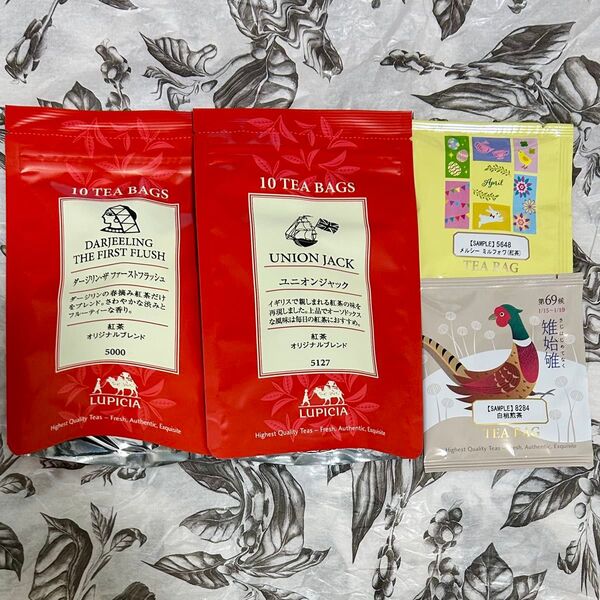 10 TEA BAGS
DARJEELING
THE FIRST FLUSH
ダージリン・ザ ファーストフラッシュ
ダージリンの春摘み紅茶だけ
をブレンド。さわやかな渋みと
フルーティーな香り。
紅茶
オリジナルブレンド
5000
LUPICIA
Highest Quality Teas – Fresh, Authentic, Exquisite
10 TEA BAGS
UNION JACK
ユニオンジャック
イギリスで親しまれる紅茶の味を
再現しました。上品でオーソドックス
な風味は毎日の紅茶におすすめ。
紅茶
オリジナルブレンド
5127
LUPICIA
Highest Quality Teas – Fresh, Authentic, Exquisite
April
【SAMPLE】5648
メルシー ミルフォワ(紅茶)
TEA BAG
第69候
1/15~1/19
雉始雊
きじはじめてなく
【SAMPLE】8284
白桃煎茶
TEA BAG
Highest Quality Teas – Fresh, Authentic, Exquisite